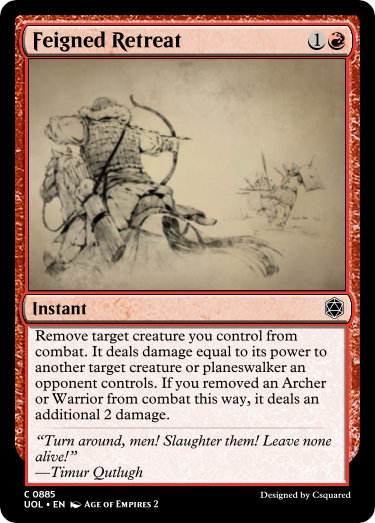 Feigned Retreat 1
Instant
Remove target creature you control from
combat. It deals damage equal to its power to
another target creature or planeswalker an
opponent controls. If you removed an Archer
or Warrior from combat this way, it deals an
additional 2 damage.
“Turn around, men! Slaughter them! Leave none
alive!”
—Timur Qutlugh
C 0885
UOL • EN Age of Empires 2
Designed by Csquared